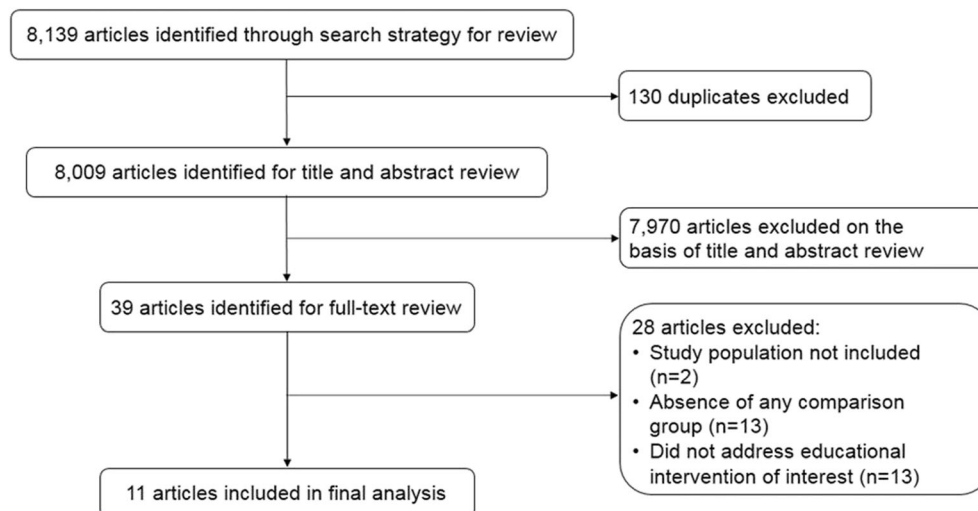 8,139 articles identified through search strategy for review
130 duplicates excluded
8,009 articles identified for title and abstract review
7,970 articles excluded on the
basis of title and abstract review
39 articles identified for full-text review
28 articles excluded:
• Study population not included
(n=2)
• Absence of any comparison
group (n=13)
• Did not address educational
intervention of interest (n=13)
11 articles included in final analysis